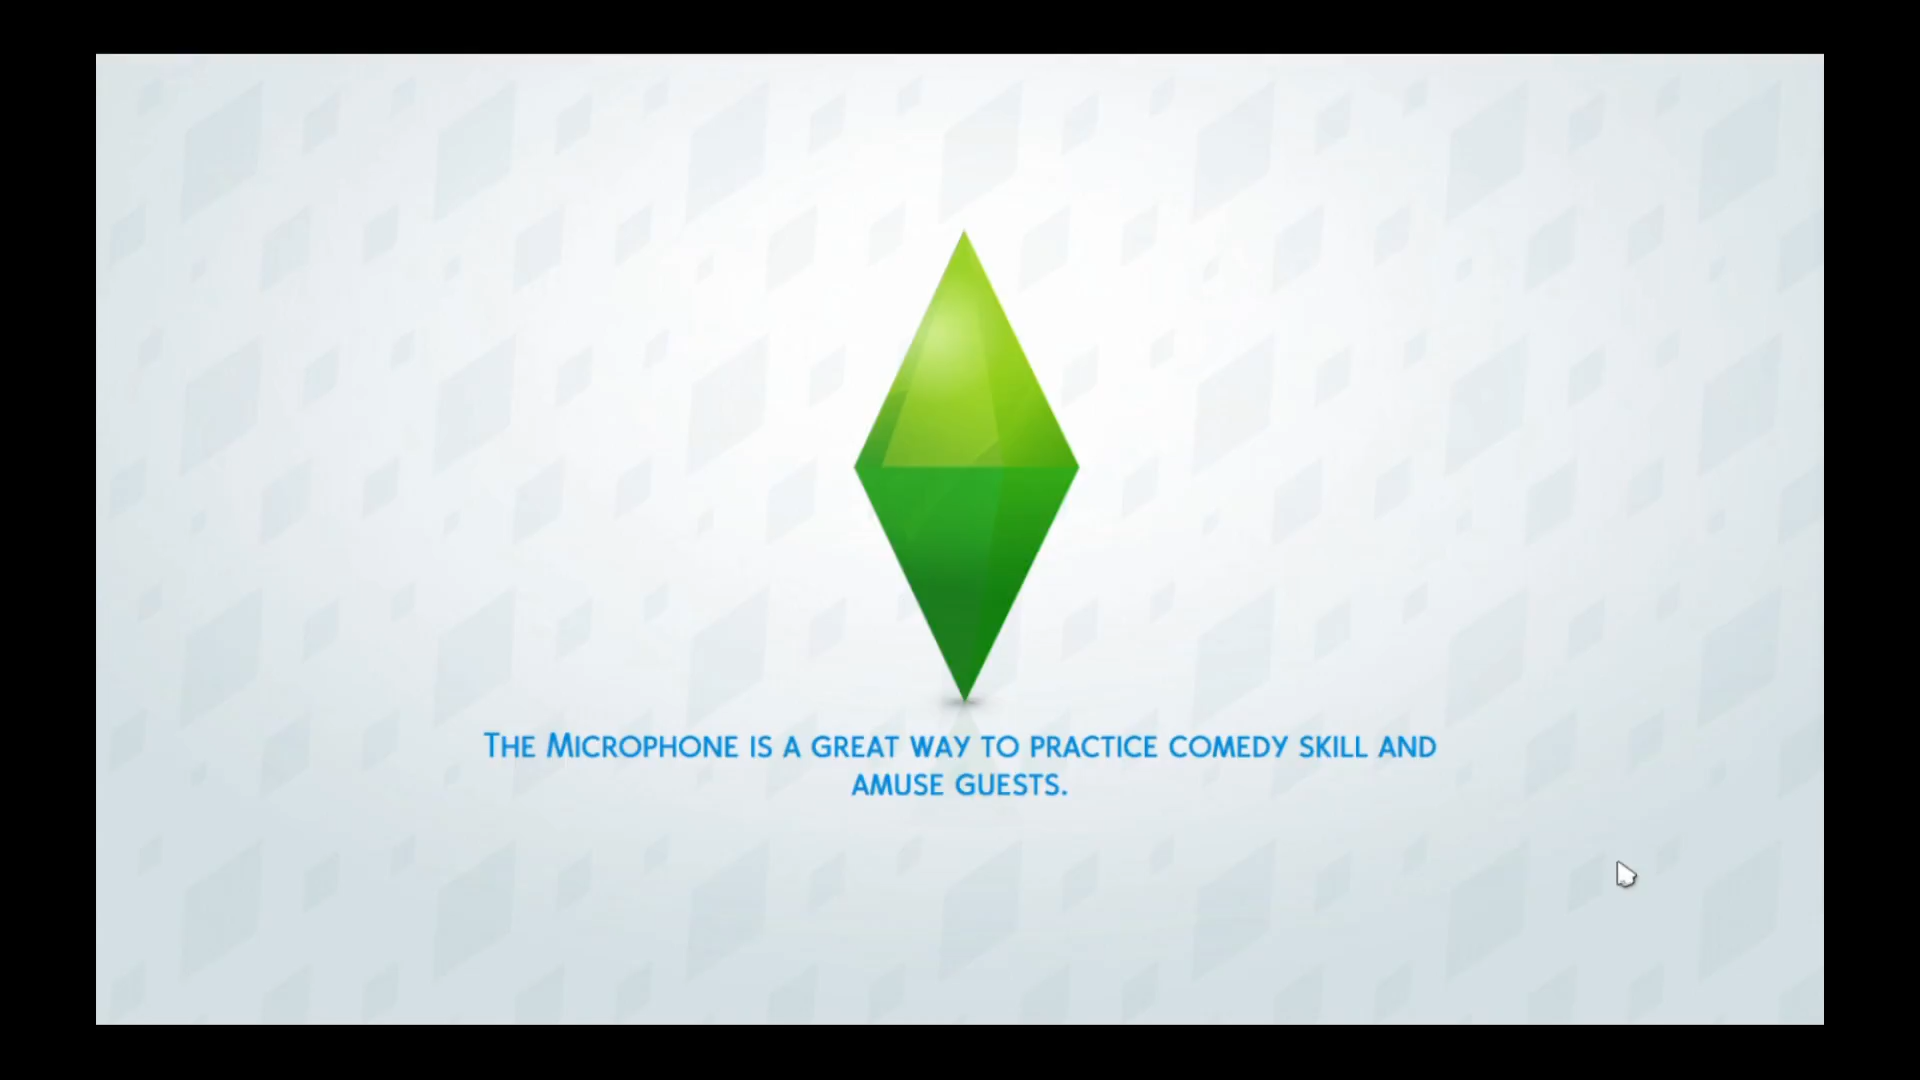 The Microphone is a great way to practice comedy skill and
amuse guests.